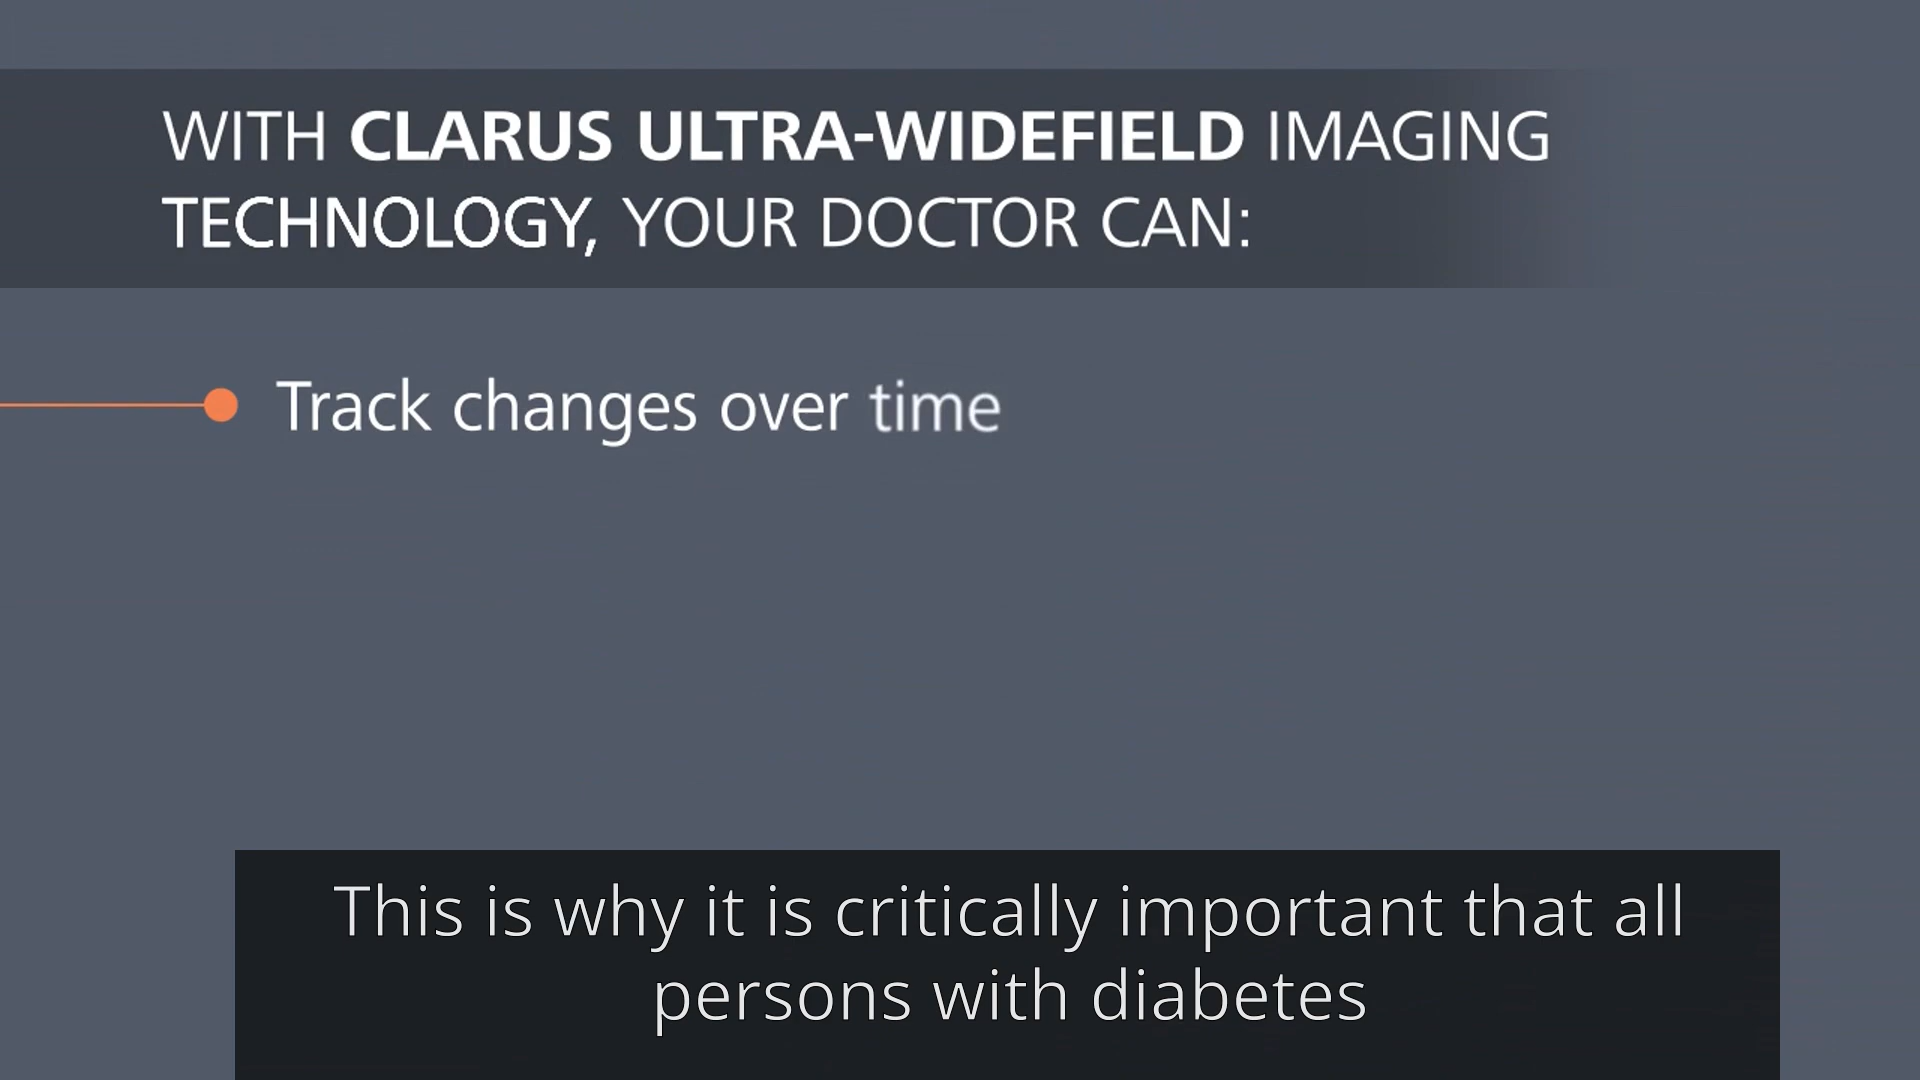 WITH CLARUS ULTRA-WIDEFIELD IMAGING
TECHNOLOGY, YOUR DOCTOR CAN:
Track changes over time
This is why it is critically important that all
persons with diabetes